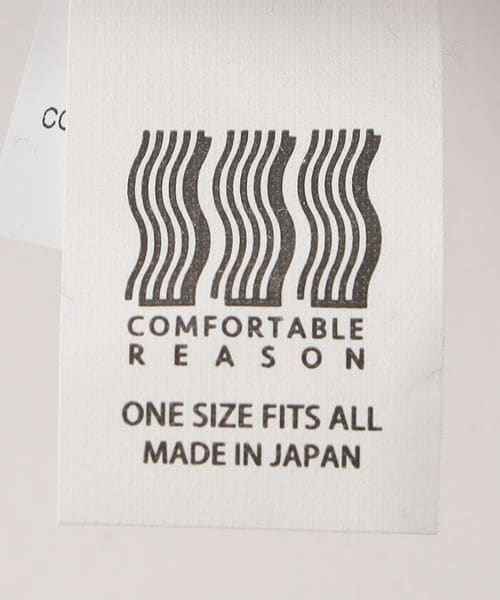 COMFORTABLE
REASON
ONE SIZE FITS ALL
MADE IN JAPAN